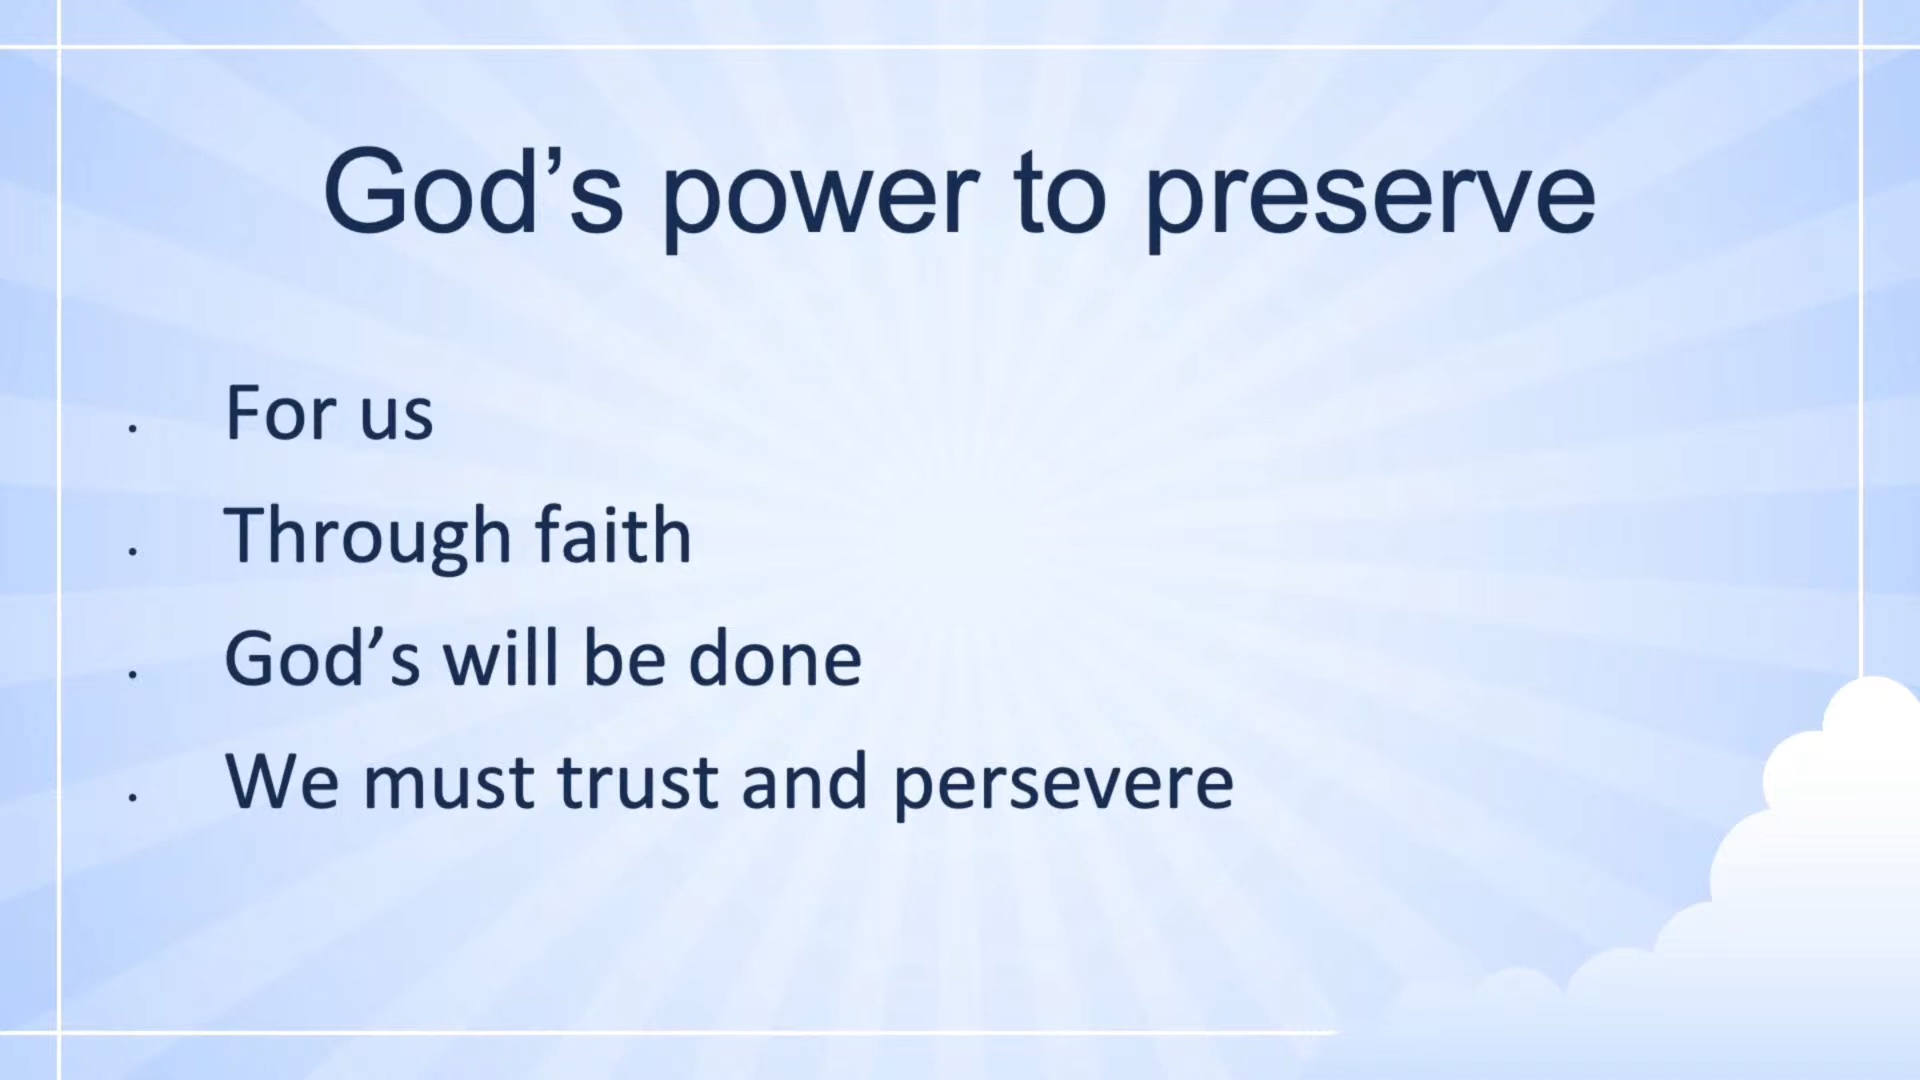 God’s power to preserve
. For us
. Through faith
. God’s will be done
. We must trust and persevere